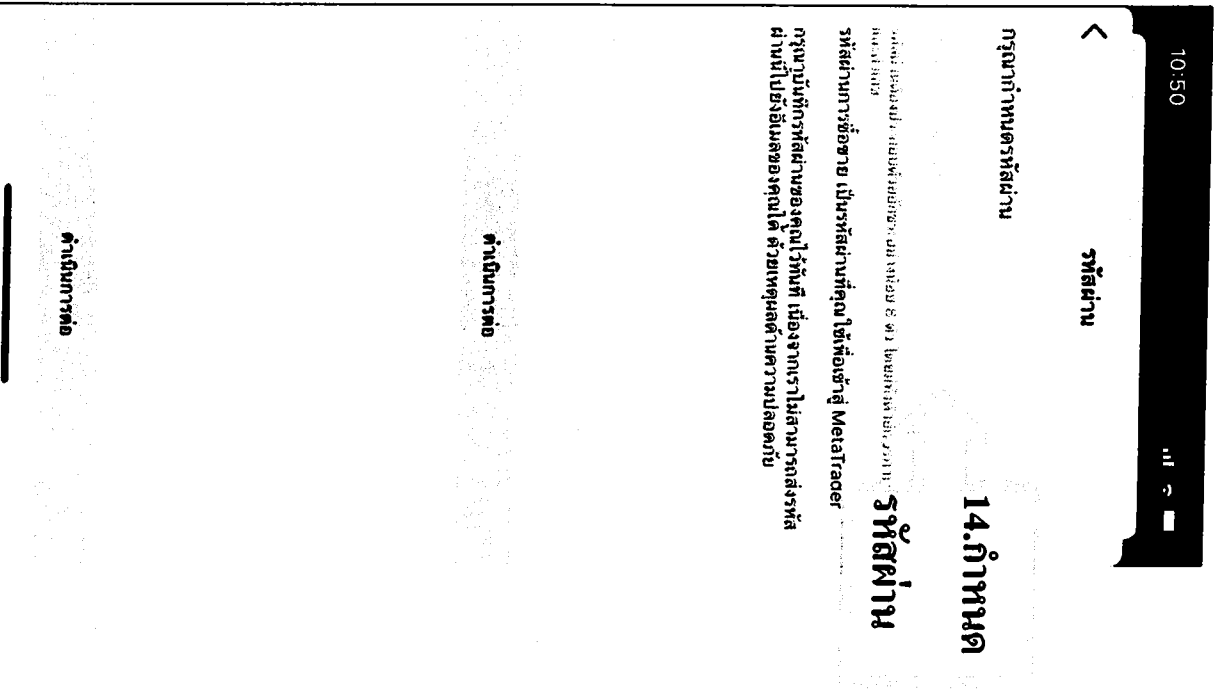 10:50
รหัสผ่าน
กรุณากำหนดรหัสผ่าน
14.กำหนด
รหัสผ่าน
รหัสผ่านการซื้อขาย เป็นรหัสผ่านที่คุณใช้เพื่อเข้าสู่ MetaTrader
กรุณาบันทึกรหัสผ่านของคุณไว้ทันที เนื่องจากเราไม่สามารถส่งรหัส
ผ่านนี้ไปยังอีเมลของคุณได้ ด้วยเหตุผลด้านความปลอดภัย
ดำเนินการต่อ
ดำเนินการต่อ